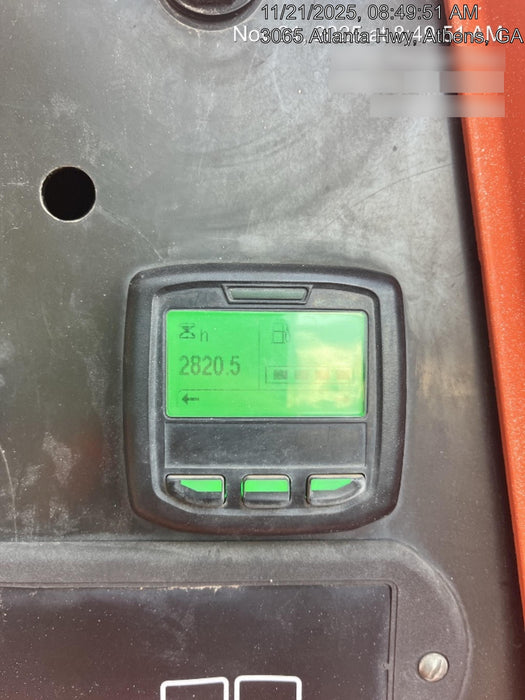 11/21/2025, 08:49:51 AM
3065 Atlanta Hwy, Athens, GA
h
2820.5